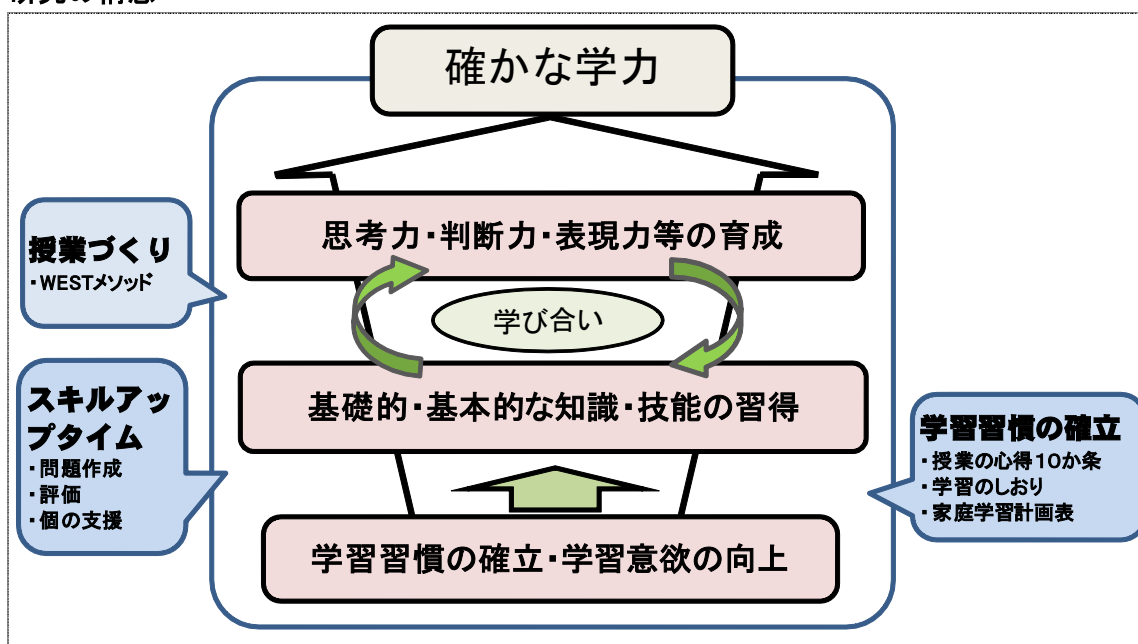 確かな学力
思考力・判断力・表現力等の育成
授業づくり
・WESTメソッド
学び合い
基礎的・基本的な知識・技能の習得
スキルアッ
プタイム
・問題作成
・評価
・個の支援
学習習慣の確立
・授業の心得10か条
・学習のしおり
・家庭学習計画表
学習習慣の確立・学習意欲の向上